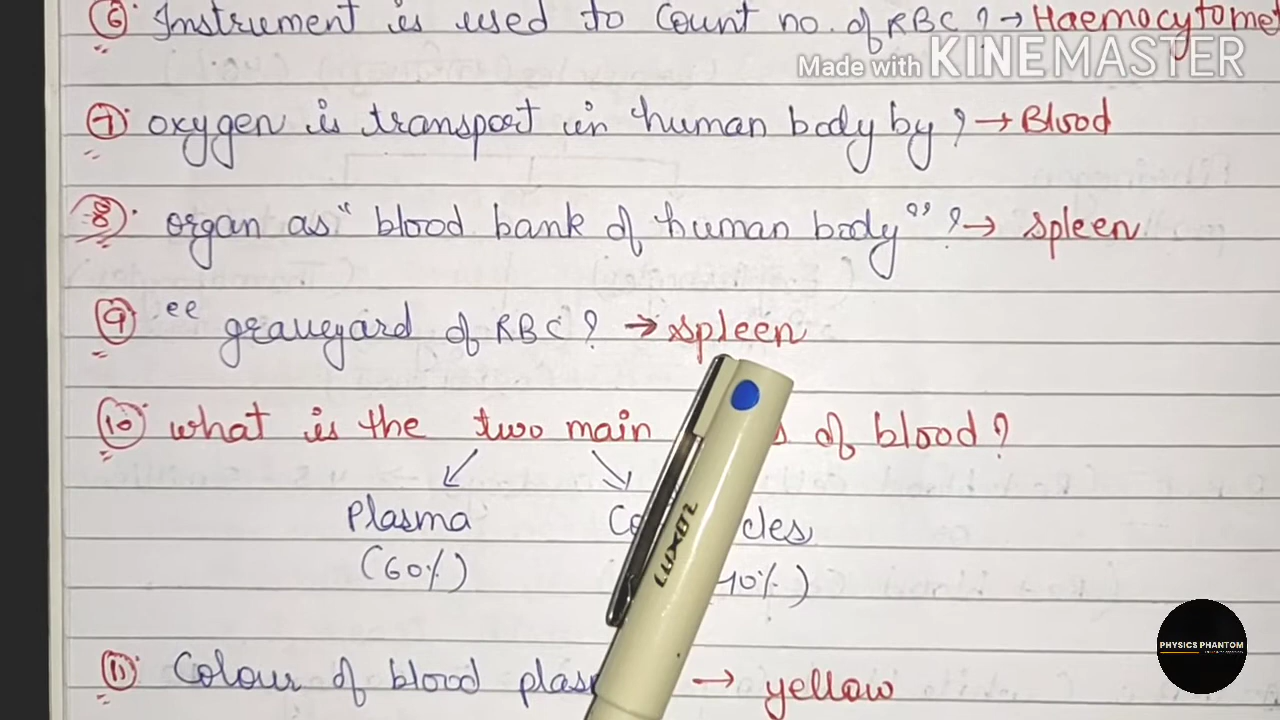 ⑥ Instrument is used to Count no. of RBC ? → Haemocytomet
Made with KINEMASTER
⑦ oxygen is transport in human body by ? → Blood
⑧ organ as " blood bank of human body " ? → spleen
⑨ " graveyard of RBC ? → spleen
⑩ what is the two main of blood ?
Plasma
(60%) 40%)
PHYSICS PHANTOM
⑪ Colour of blood plas → yellow